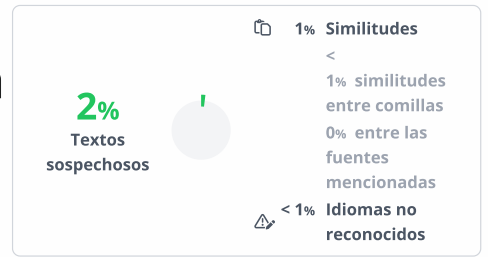 2%
Textos
sospechosos
1% Similitudes
<
1% similitudes
entre comillas
0% entre las
fuentes
mencionadas
< 1% Idiomas no
reconocidos